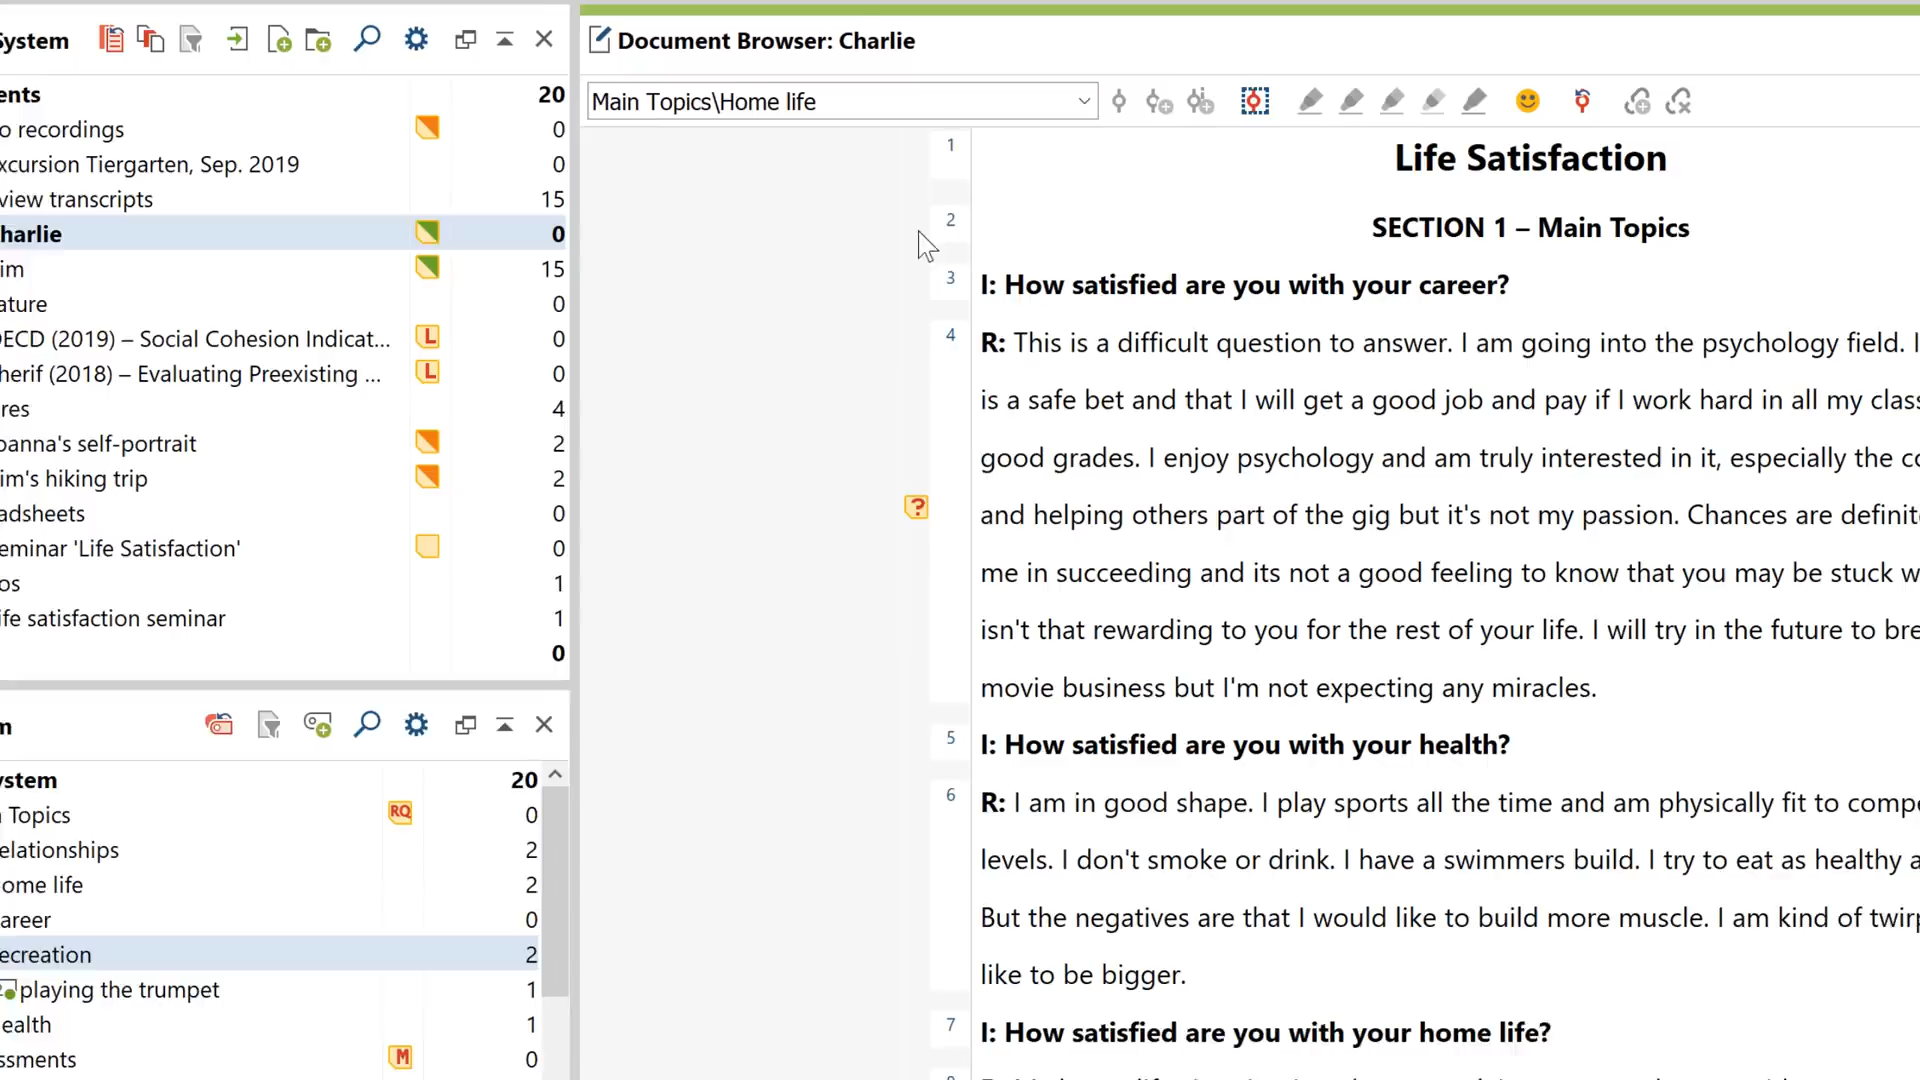 System
ents 20
o recordings 0
xcursion Tiergarten, Sep. 2019 0
view transcripts 15
harlie 0
im 15
ature 0
DECD (2019) – Social Cohesion Indicat... L 0
herif (2018) – Evaluating Preexisting ... L 0
res 4
oanna's self-portrait 2
im's hiking trip 2
adsheets 0
eminar 'Life Satisfaction' 0
os 1
ife satisfaction seminar 1
0
m
ystem 20
n Topics RQ 0
elationships 2
ome life 2
areer 0
ecreation 2
playing the trumpet 1
ealth 1
ssments M 0
Document Browser: Charlie
Main Topics\Home life
1 Life Satisfaction
2 SECTION 1 – Main Topics
3 I: How satisfied are you with your career?
4 R: This is a difficult question to answer. I am going into the psychology field. I
is a safe bet and that I will get a good job and pay if I work hard in all my class
good grades. I enjoy psychology and am truly interested in it, especially the co
? and helping others part of the gig but it's not my passion. Chances are definit
me in succeeding and its not a good feeling to know that you may be stuck w
isn't that rewarding to you for the rest of your life. I will try in the future to bre
movie business but I'm not expecting any miracles.
5 I: How satisfied are you with your health?
6 R: I am in good shape. I play sports all the time and am physically fit to compe
levels. I don't smoke or drink. I have a swimmers build. I try to eat as healthy a
But the negatives are that I would like to build more muscle. I am kind of twirp
like to be bigger.
7 I: How satisfied are you with your home life?